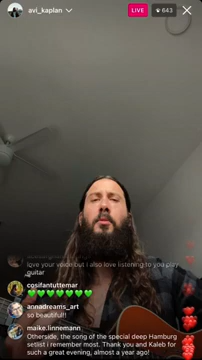 avi_kaplan
LIVE
643
love your voice but i also love listening to you play
guitar
cosifantuttemar
💚💚💚💚💚💚💚💚
annadreams_art
so beautiful!!
maike.linnemann_
Otherside, the song of the special deep Hamburg
setlist i remember most. Thank you and Kaleb for
such a great evening, almost a year ago!